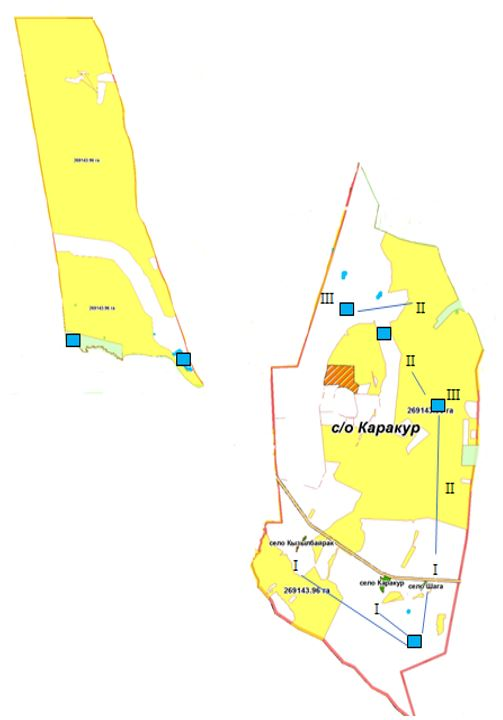 269143.96 га
269143.96 га
III
II
II
III
269143.96 га
с/о Каракур
II
село Кызылбаярак
I
I
село Каракур
село Шага
269143.96 га
I